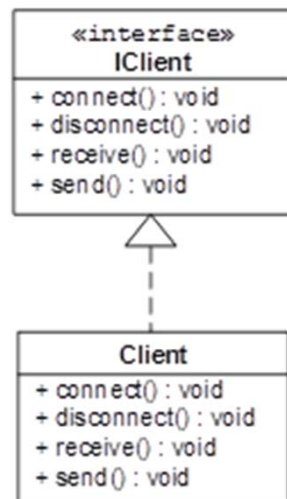 «interface»
IClient
+ connect() : void
+ disconnect() : void
+ receive() : void
+ send() : void
Client
+ connect() : void
+ disconnect() : void
+ receive() : void
+ send() : void